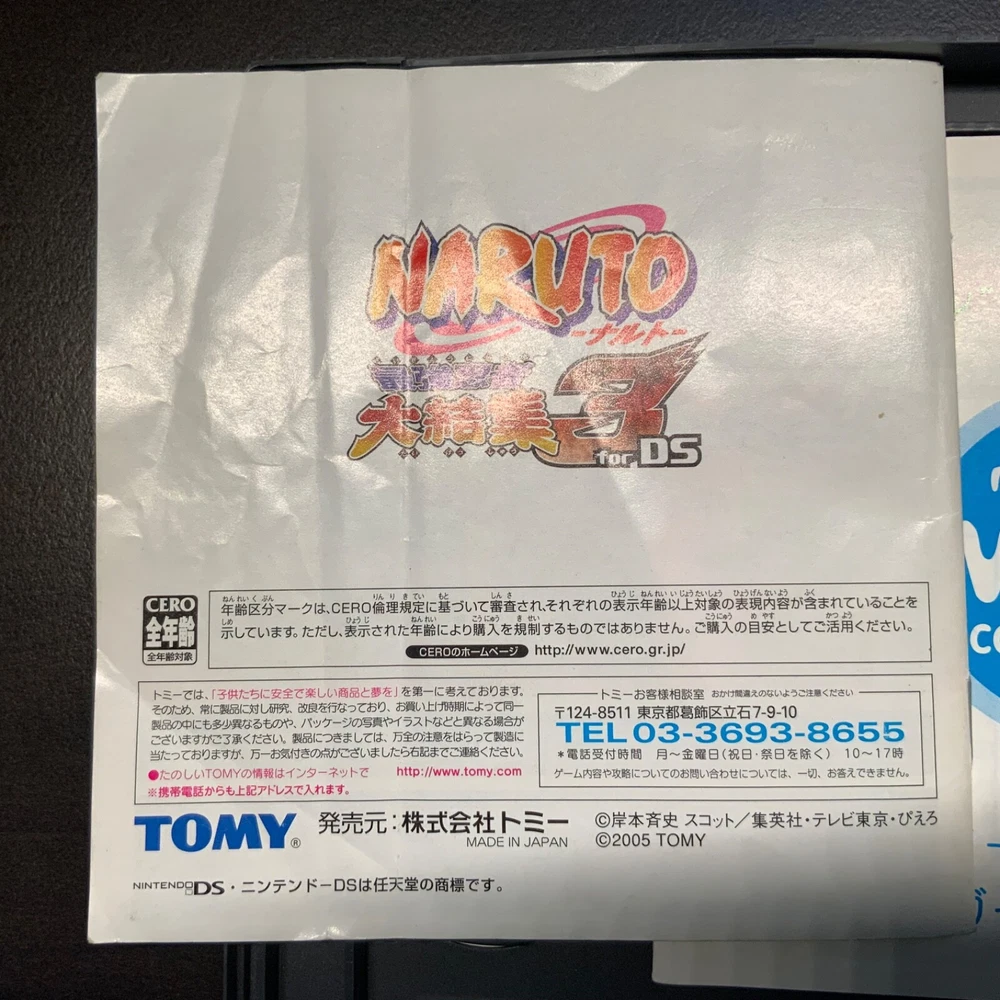 NARUTO
-ナルト-
最強忍者
大結集3
だい けっ しゅう
for DS
CERO
全年齢
全年齢対象
年齢区分マークは、CERO倫理規定に基づいて審査され、それぞれの表示年齢以上対象の表現内容が含まれていることを
示しています。ただし、表示された年齢により購入を規制するものではありません。ご購入の目安としてご活用ください。
CEROのホームページ http://www.cero.gr.jp/
トミーでは、「子供たちに安全で楽しい商品と夢を」を第一に考えております。
そのため、常に製品に対し研究、改良を行なっており、お買い上げ時期によって同一
製品の中にも多少異なるものや、パッケージの写真やイラストなどと異なる場合が
ございますがご了承ください。製品につきましては、万全の注意をはらって製造に
当たっておりますが、万一お気付きの点がございましたら右記までご連絡ください。
●たのしいTOMYの情報はインターネットで http://www.tomy.com
※携帯電話からも上記アドレスで入れます。
トミーお客様相談室 おかけ間違えのないようご注意ください
〒124-8511 東京都葛飾区立石7-9-10
TEL 03-3693-8655
*電話受付時間 月〜金曜日(祝日・祭日を除く) 10〜17時
ゲーム内容や攻略についてのお問い合わせについては、一切、お答えできません。
TOMY® 発売元:株式会社トミー
MADE IN JAPAN
©岸本斉史 スコット/集英社・テレビ東京・ぴえろ
©2005 TOMY
NINTENDO DS・ニンテンドーDSは任天堂の商標です。